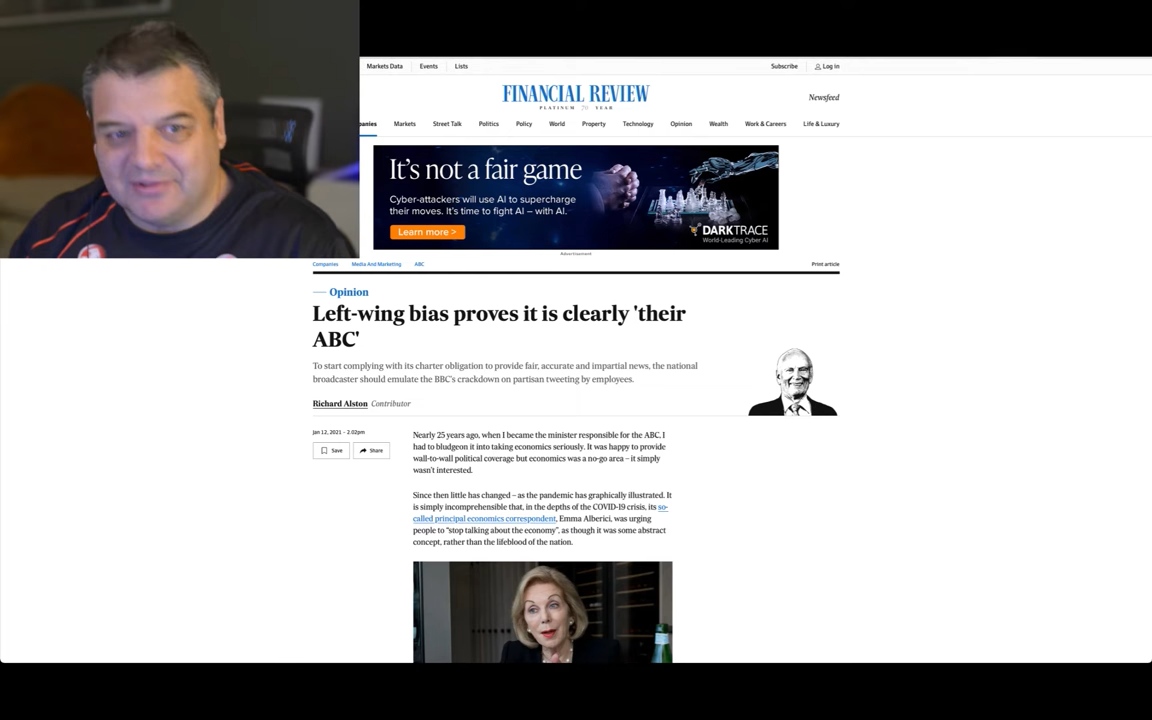 Markets Data Events Lists Subscribe Log in
FINANCIAL REVIEW
PLATINUM 70 YEAR
Newsfeed
panies Markets Street Talk Politics Policy World Property Technology Opinion Wealth Work & Careers Life & Luxury
It's not a fair game
Cyber-attackers will use AI to supercharge
their moves. It's time to fight AI – with AI.
Learn more >
DARKTRACE
World-Leading Cyber AI
Advertisement
Companies Media And Marketing ABC Print article
Opinion
Left-wing bias proves it is clearly 'their
ABC'
To start complying with its charter obligation to provide fair, accurate and impartial news, the national
broadcaster should emulate the BBC's crackdown on partisan tweeting by employees.
Richard Alston Contributor
Jan 12, 2021 – 2.02pm
Save Share
Nearly 25 years ago, when I became the minister responsible for the ABC, I
had to bludgeon it into taking economics seriously. It was happy to provide
wall-to-wall political coverage but economics was a no-go area – it simply
wasn't interested.
Since then little has changed – as the pandemic has graphically illustrated. It
is simply incomprehensible that, in the depths of the COVID-19 crisis, its so-
called principal economics correspondent, Emma Alberici, was urging
people to "stop talking about the economy", as though it was some abstract
concept, rather than the lifeblood of the nation.